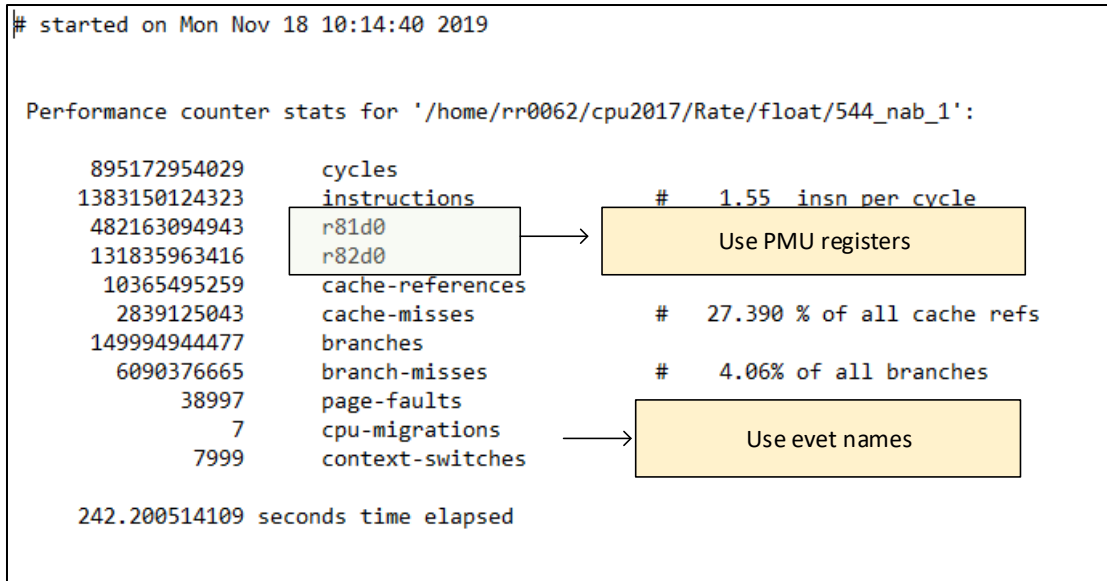 # started on Mon Nov 18 10:14:40 2019
Performance counter stats for '/home/rr0062/cpu2017/Rate/float/544_nab_1':
895172954029 cycles
1383150124323 instructions # 1.55 insn per cycle
482163094943 r81d0
Use PMU registers
131835963416 r82d0
10365495259 cache-references
2839125043 cache-misses # 27.390 % of all cache refs
149994944477 branches
6090376665 branch-misses # 4.06% of all branches
38997 page-faults
7 cpu-migrations
Use evet names
7999 context-switches
242.200514109 seconds time elapsed